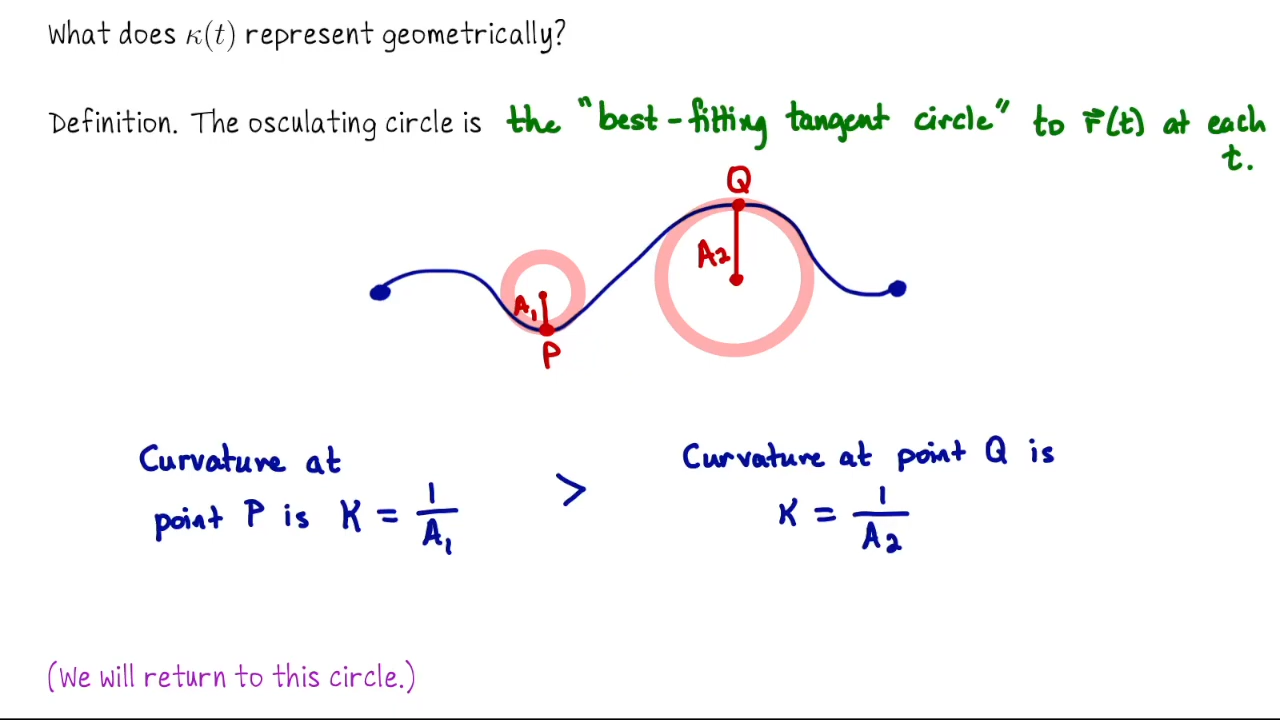 What does κ(t) represent geometrically?
Definition. The osculating circle is the "best-fitting tangent circle" to r⃗(t) at each
t.
Q
A₂
A₁
P
Curvature at
point P is K = 1/A₁
>
Curvature at point Q is
K = 1/A₂
(We will return to this circle.)